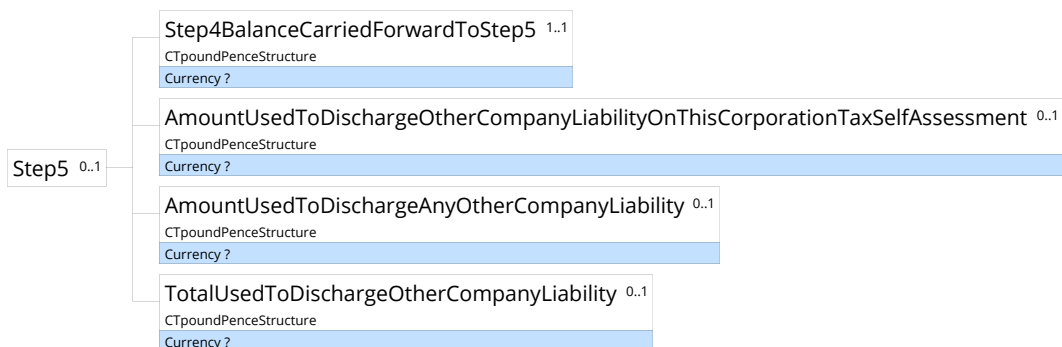 Step4BalanceCarriedForwardToStep5 1..1
CTpoundPenceStructure
Currency ?
AmountUsedToDischargeOtherCompanyLiabilityOnThisCorporationTaxSelfAssessment 0..1
CTpoundPenceStructure
Currency ?
Step5 0..1
AmountUsedToDischargeAnyOtherCompanyLiability 0..1
CTpoundPenceStructure
Currency ?
TotalUsedToDischargeOtherCompanyLiability 0..1
CTpoundPenceStructure
Currency ?